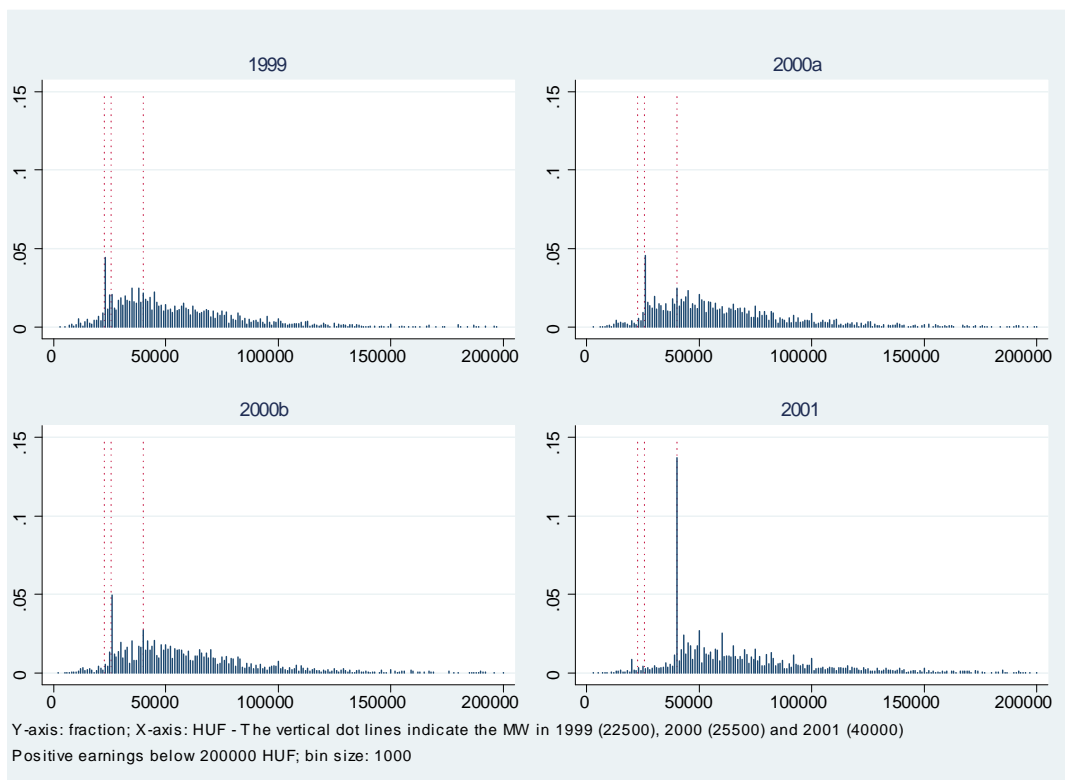 1999
2000a
.15
.1
.05
0
0 50000 100000 150000 200000
.15
.1
.05
0
0 50000 100000 150000 200000
2000b
2001
.15
.1
.05
0
0 50000 100000 150000 200000
.15
.1
.05
0
0 50000 100000 150000 200000
Y-axis: fraction; X-axis: HUF - The vertical dot lines indicate the MW in 1999 (22500), 2000 (25500) and 2001 (40000)
Positive earnings below 200000 HUF; bin size: 1000